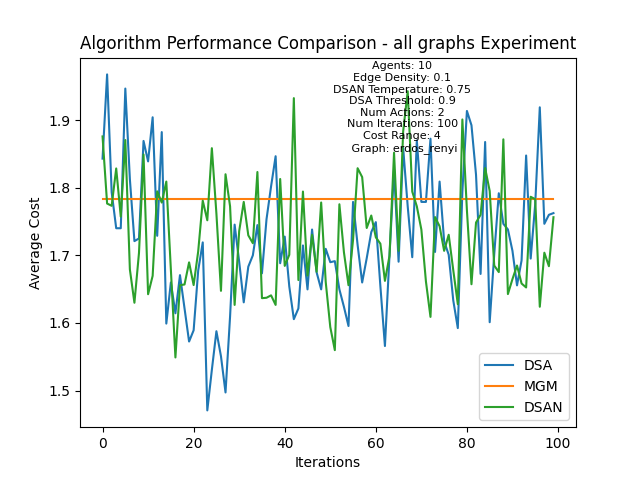 Algorithm Performance Comparison - all graphs Experiment
Agents: 10
Edge Density: 0.1
DSAN Temperature: 0.75
DSA Threshold: 0.9
Num Actions: 2
Num Iterations: 100
Cost Range: 4
Graph: erdos_renyi
Average Cost
1.9
1.8
1.7
1.6
1.5
DSA
MGM
DSAN
0
20
40
60
80
100
Iterations